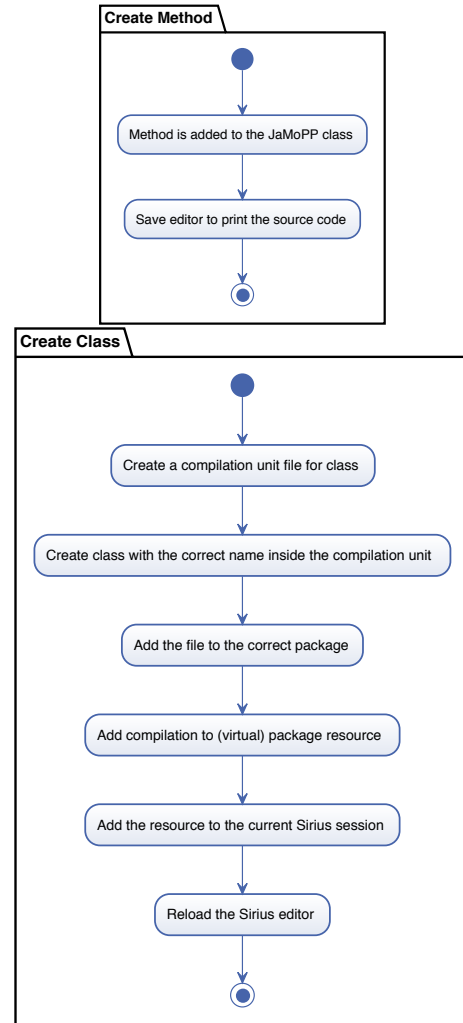 Create Method
Method is added to the JaMoPP class
Save editor to print the source code
Create Class
Create a compilation unit file for class
Create class with the correct name inside the compilation unit
Add the file to the correct package
Add compilation to (virtual) package resource
Add the resource to the current Sirius session
Reload the Sirius editor